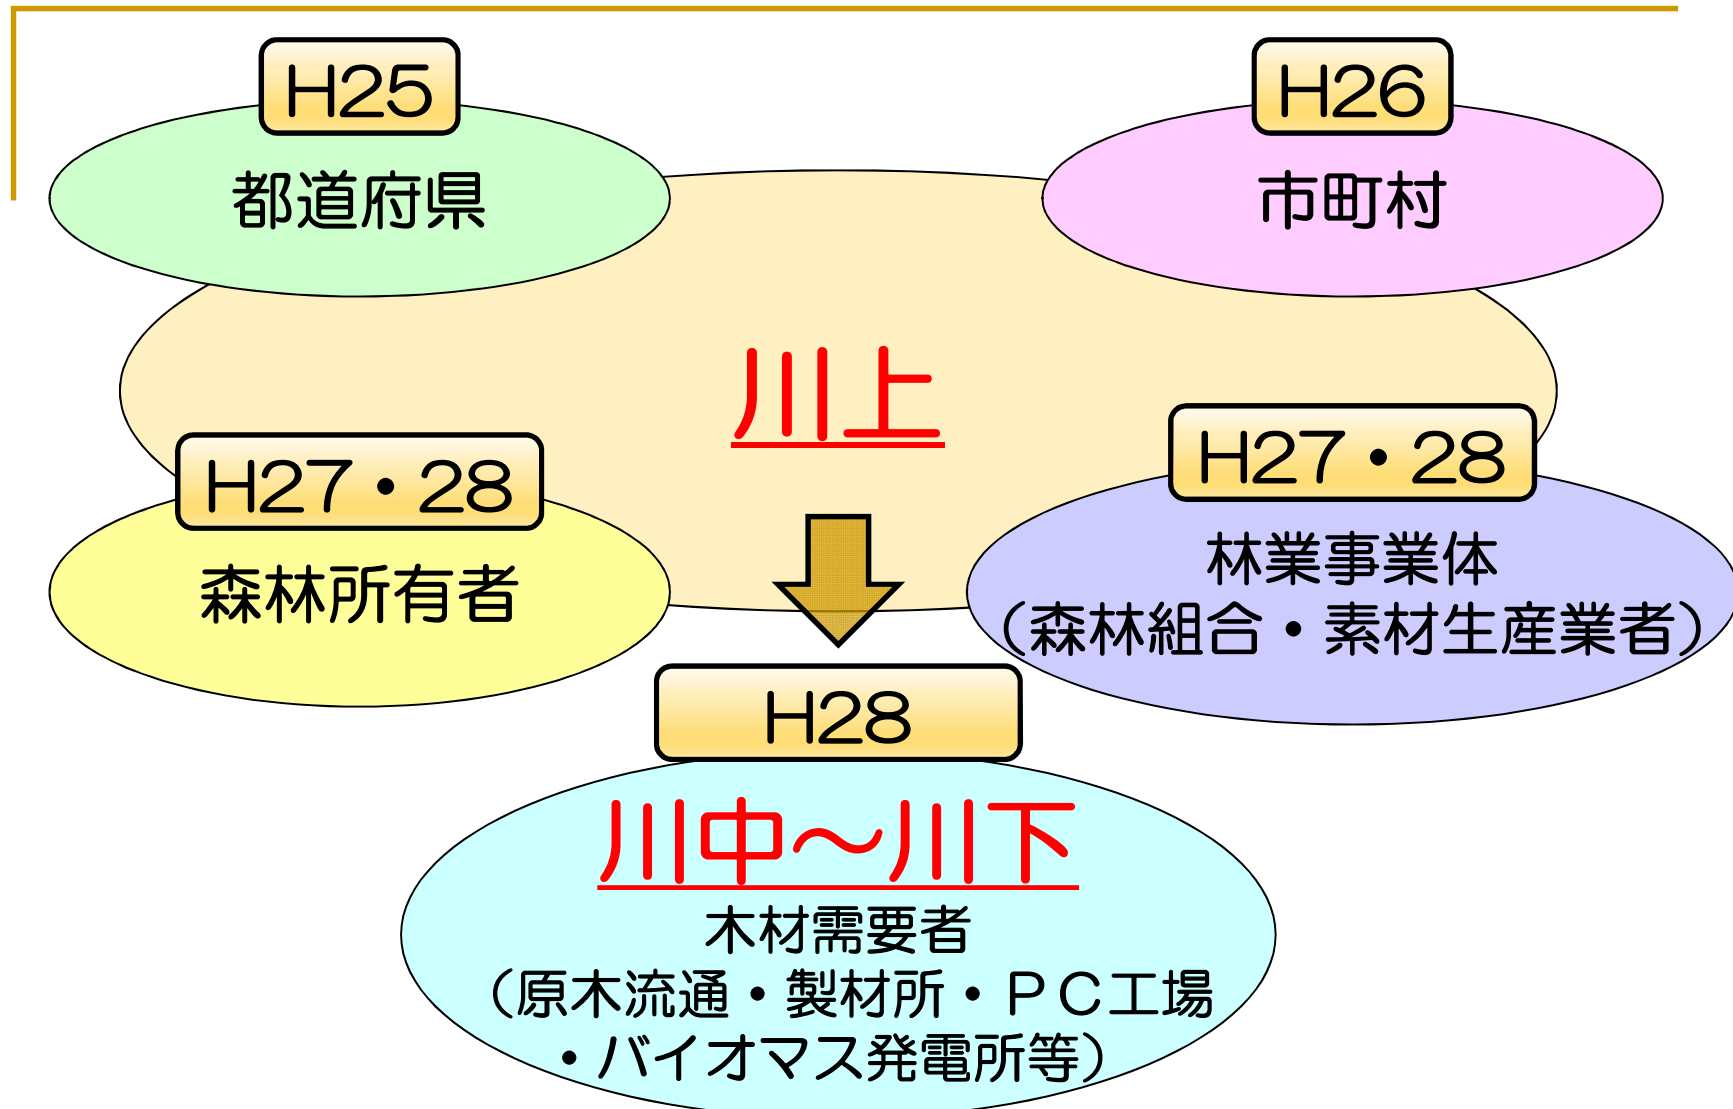 H25
都道府県
H26
市町村
川上
H27・28
森林所有者
H27・28
林業事業体
（森林組合・素材生産業者）
H28
川中～川下
木材需要者
（原木流通・製材所・ＰＣ工場
・バイオマス発電所等）